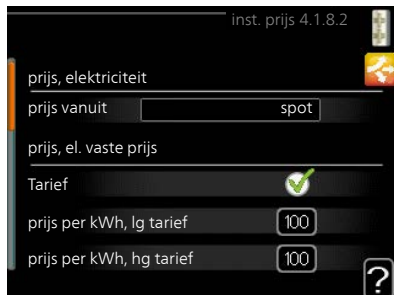 inst. prijs 4.1.8.2
prijs, elektriciteit
prijs vanuit spot
prijs, el. vaste prijs
Tarief
prijs per kWh, lg tarief 100
prijs per kWh, hg tarief 100
?